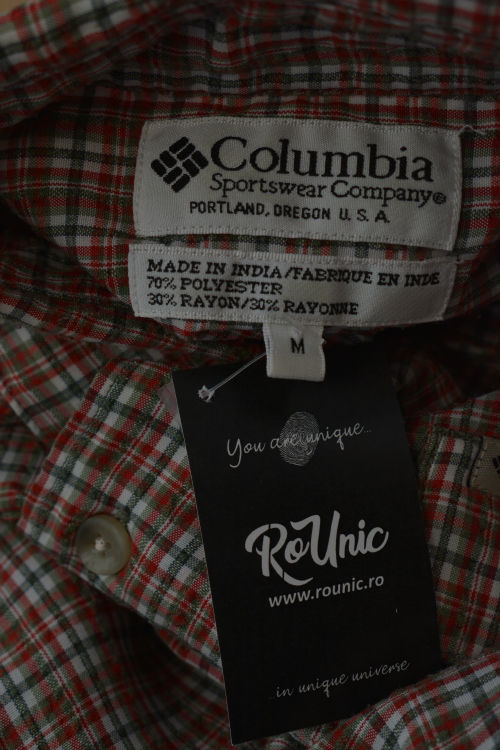 Columbia
Sportswear Company®
PORTLAND, OREGON U.S.A.
MADE IN INDIA/FABRIQUE EN INDE
70% POLYESTER
30% RAYON/30% RAYONNE
M
You are unique...
RoUnic
www.rounic.ro
...in unique universe